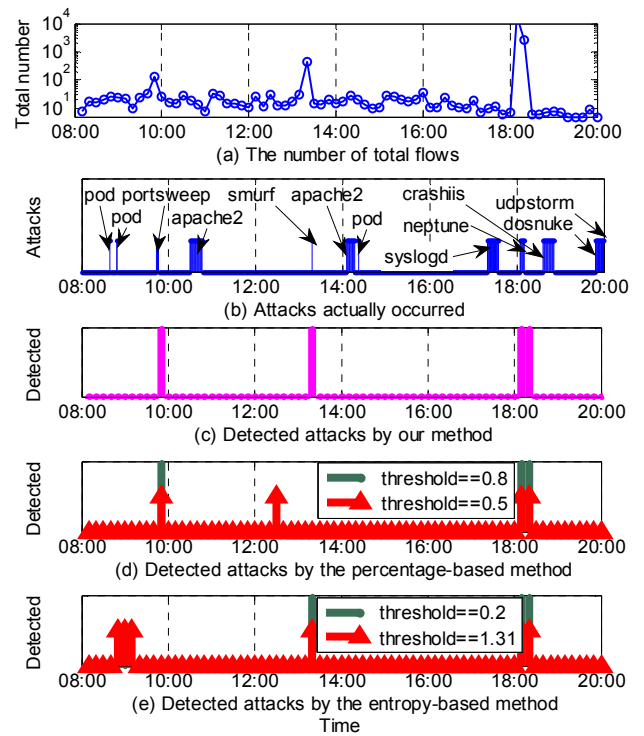 Total number
10^4
10^3
10^2
10^1
08:00 10:00 12:00 14:00 16:00 18:00 20:00
(a) The number of total flows
Attacks
pod portsweep smurf apache2 crashiis udpstorm
pod apache2 pod neptune dosnuke
syslogd
08:00 10:00 12:00 14:00 16:00 18:00 20:00
(b) Attacks actually occurred
Detected
08:00 10:00 12:00 14:00 16:00 18:00 20:00
(c) Detected attacks by our method
Detected
threshold==0.8
threshold==0.5
08:00 10:00 12:00 14:00 16:00 18:00 20:00
(d) Detected attacks by the percentage-based method
Detected
threshold==0.2
threshold==1.31
08:00 10:00 12:00 14:00 16:00 18:00 20:00
(e) Detected attacks by the entropy-based method
Time